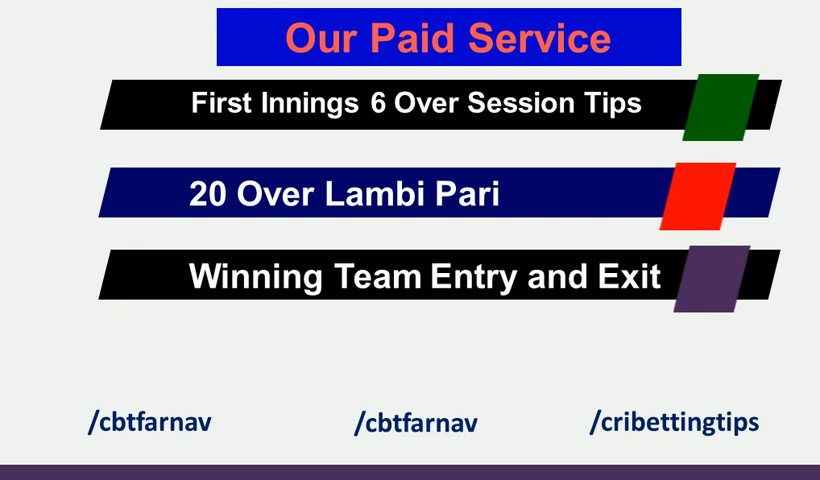 Our Paid Service
First Innings 6 Over Session Tips
20 Over Lambi Pari
Winning Team Entry and Exit
/cbtfarnav /cbtfarnav /cribettingtips